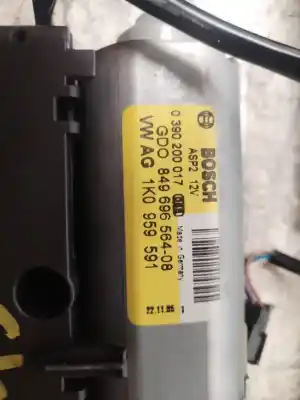 BOSCH
ASP2 12V
0 390 200 017
Made in Germany
GDO 849 696 564-08
VW AG 1K0 959 591
22.11.05